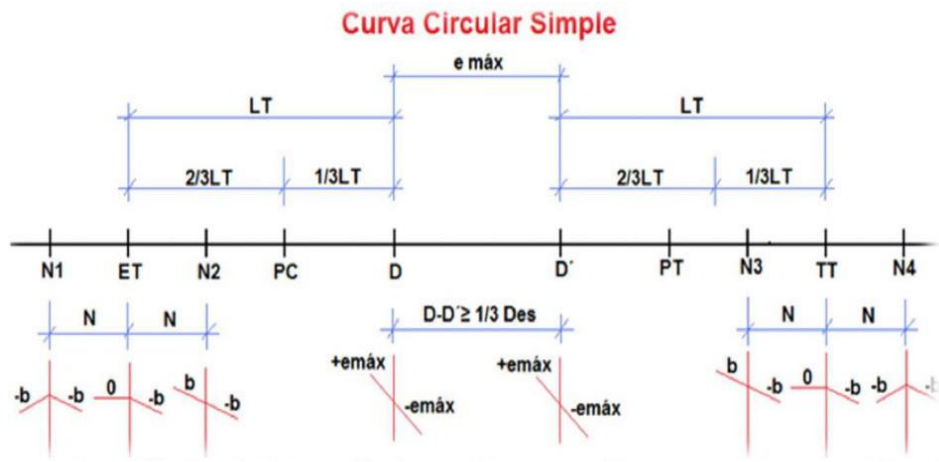 Curva Circular Simple
e máx
LT LT
2/3LT 1/3LT 2/3LT 1/3LT
N1 ET N2 PC D D´ PT N3 TT N4
N N D-D´≥ 1/3 Des N N
+emáx +emáx
-b -b 0 -b b -b -emáx -emáx b -b 0 -b -b -b